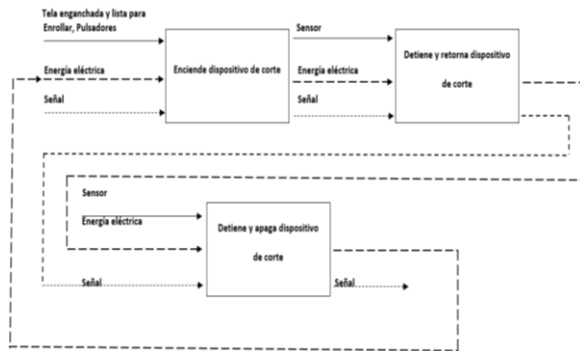 Tela enganchada y lista para
Enrollar, Pulsadores
Energía eléctrica
Señal
Enciende dispositivo de corte
Sensor
Energía eléctrica
Señal
Detiene y retorna dispositivo
de corte
Sensor
Energía eléctrica
Señal
Detiene y apaga dispositivo
de corte
Señal